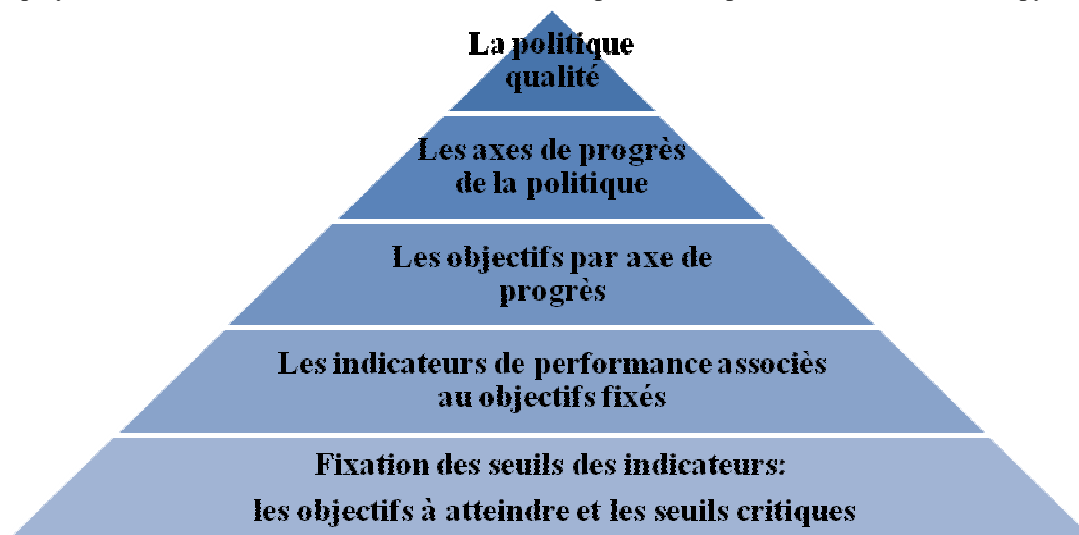 La politique
qualité
Les axes de progrès
de la politique
Les objectifs par axe de
progrès
Les indicateurs de performance associès
au objectifs fixés
Fixation des seuils des indicateurs:
les objectifs à atteindre et les seuils critiques